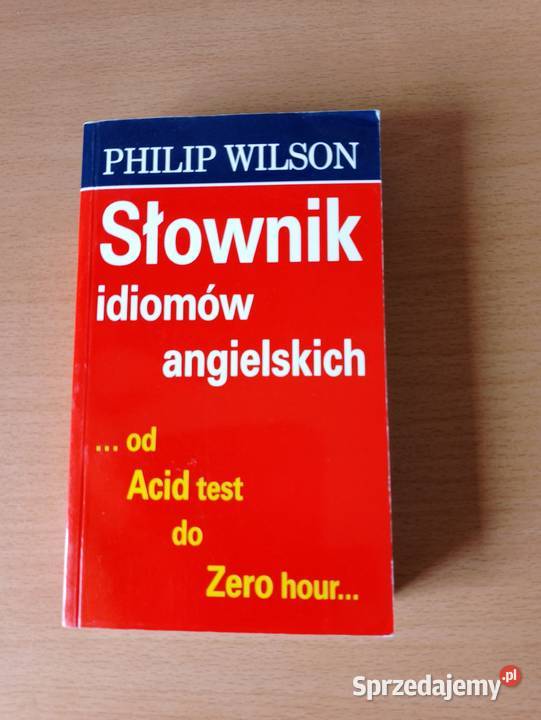 PHILIP WILSON
Słownik
idiomów
angielskich
... od
Acid test
do
Zero hour...
Sprzedajemy.pl